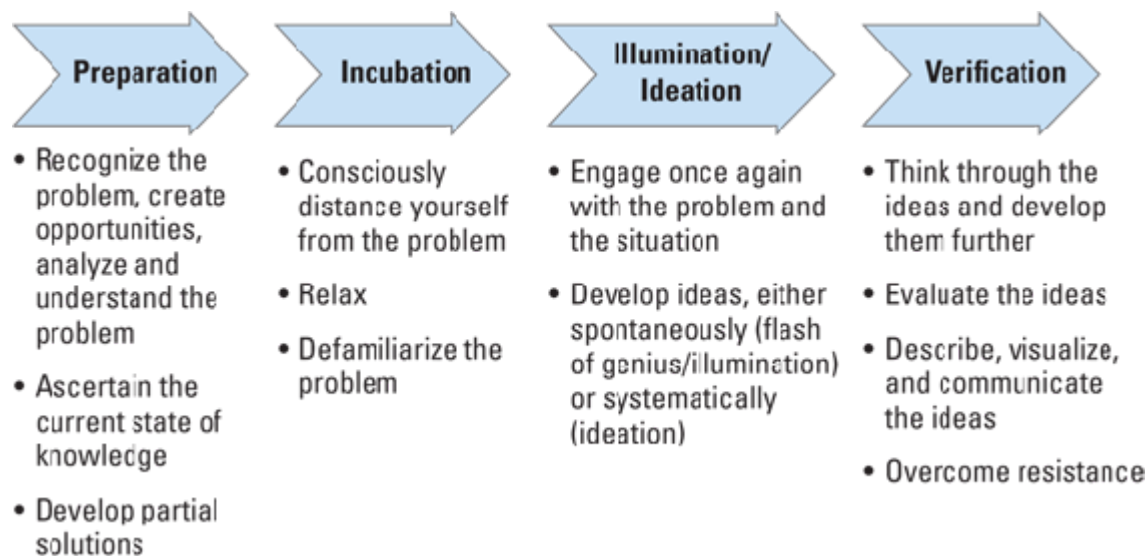 Preparation
Incubation
Illumination/
Ideation
Verification
• Recognize the
problem, create
opportunities,
analyze and
understand the
problem
• Ascertain the
current state of
knowledge
• Develop partial
solutions
• Consciously
distance yourself
from the problem
• Relax
• Defamiliarize the
problem
• Engage once again
with the problem and
the situation
• Develop ideas, either
spontaneously (flash
of genius/illumination)
or systematically
(ideation)
• Think through the
ideas and develop
them further
• Evaluate the ideas
• Describe, visualize,
and communicate
the ideas
• Overcome resistance